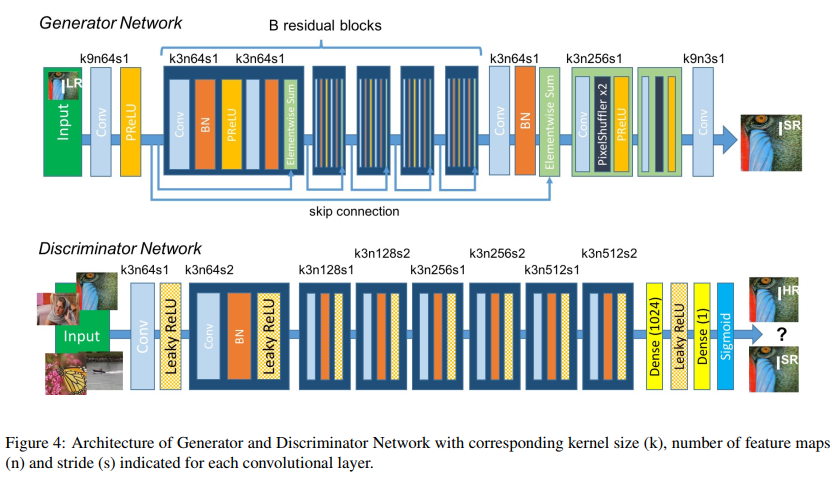 Generator Network
B residual blocks
k9n64s1
k3n64s1
k3n64s1
k3n64s1
k3n256s1
k9n3s1
Input
I LR
Conv
PReLU
Conv
BN
PReLU
Elementwise Sum
Conv
BN
Elementwise Sum
Conv
PixelShuffler x2
PReLU
Conv
I SR
skip connection
Discriminator Network
k3n64s1
k3n64s2
k3n128s1
k3n128s2
k3n256s1
k3n256s2
k3n512s1
k3n512s2
Input
Conv
Leaky ReLU
Conv
BN
Leaky ReLU
Dense (1024)
Leaky ReLU
Dense (1)
Sigmoid
I HR
?
I SR
Figure 4: Architecture of Generator and Discriminator Network with corresponding kernel size (k), number of feature maps
(n) and stride (s) indicated for each convolutional layer.